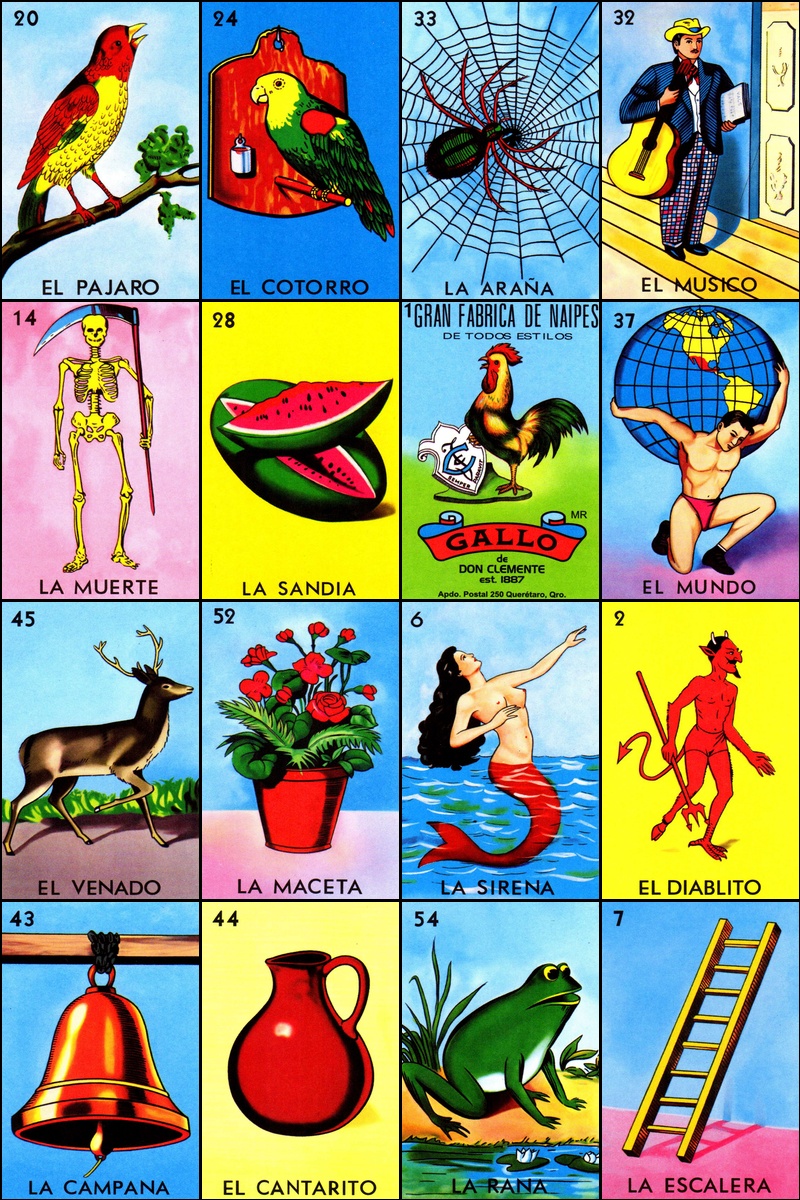 20
EL PAJARO
24
EL COTORRO
33
LA ARAÑA
32
EL MUSICO
14
LA MUERTE
28
LA SANDIA
1 GRAN FABRICA DE NAIPES
DE TODOS ESTILOS
SEMPER
GALLO
MR
de
DON CLEMENTE
est. 1887
Apdo. Postal 250 Querétaro, Qro.
37
EL MUNDO
45
EL VENADO
52
LA MACETA
6
LA SIRENA
2
EL DIABLITO
43
LA CAMPANA
44
EL CANTARITO
54
LA RANA
7
LA ESCALERA